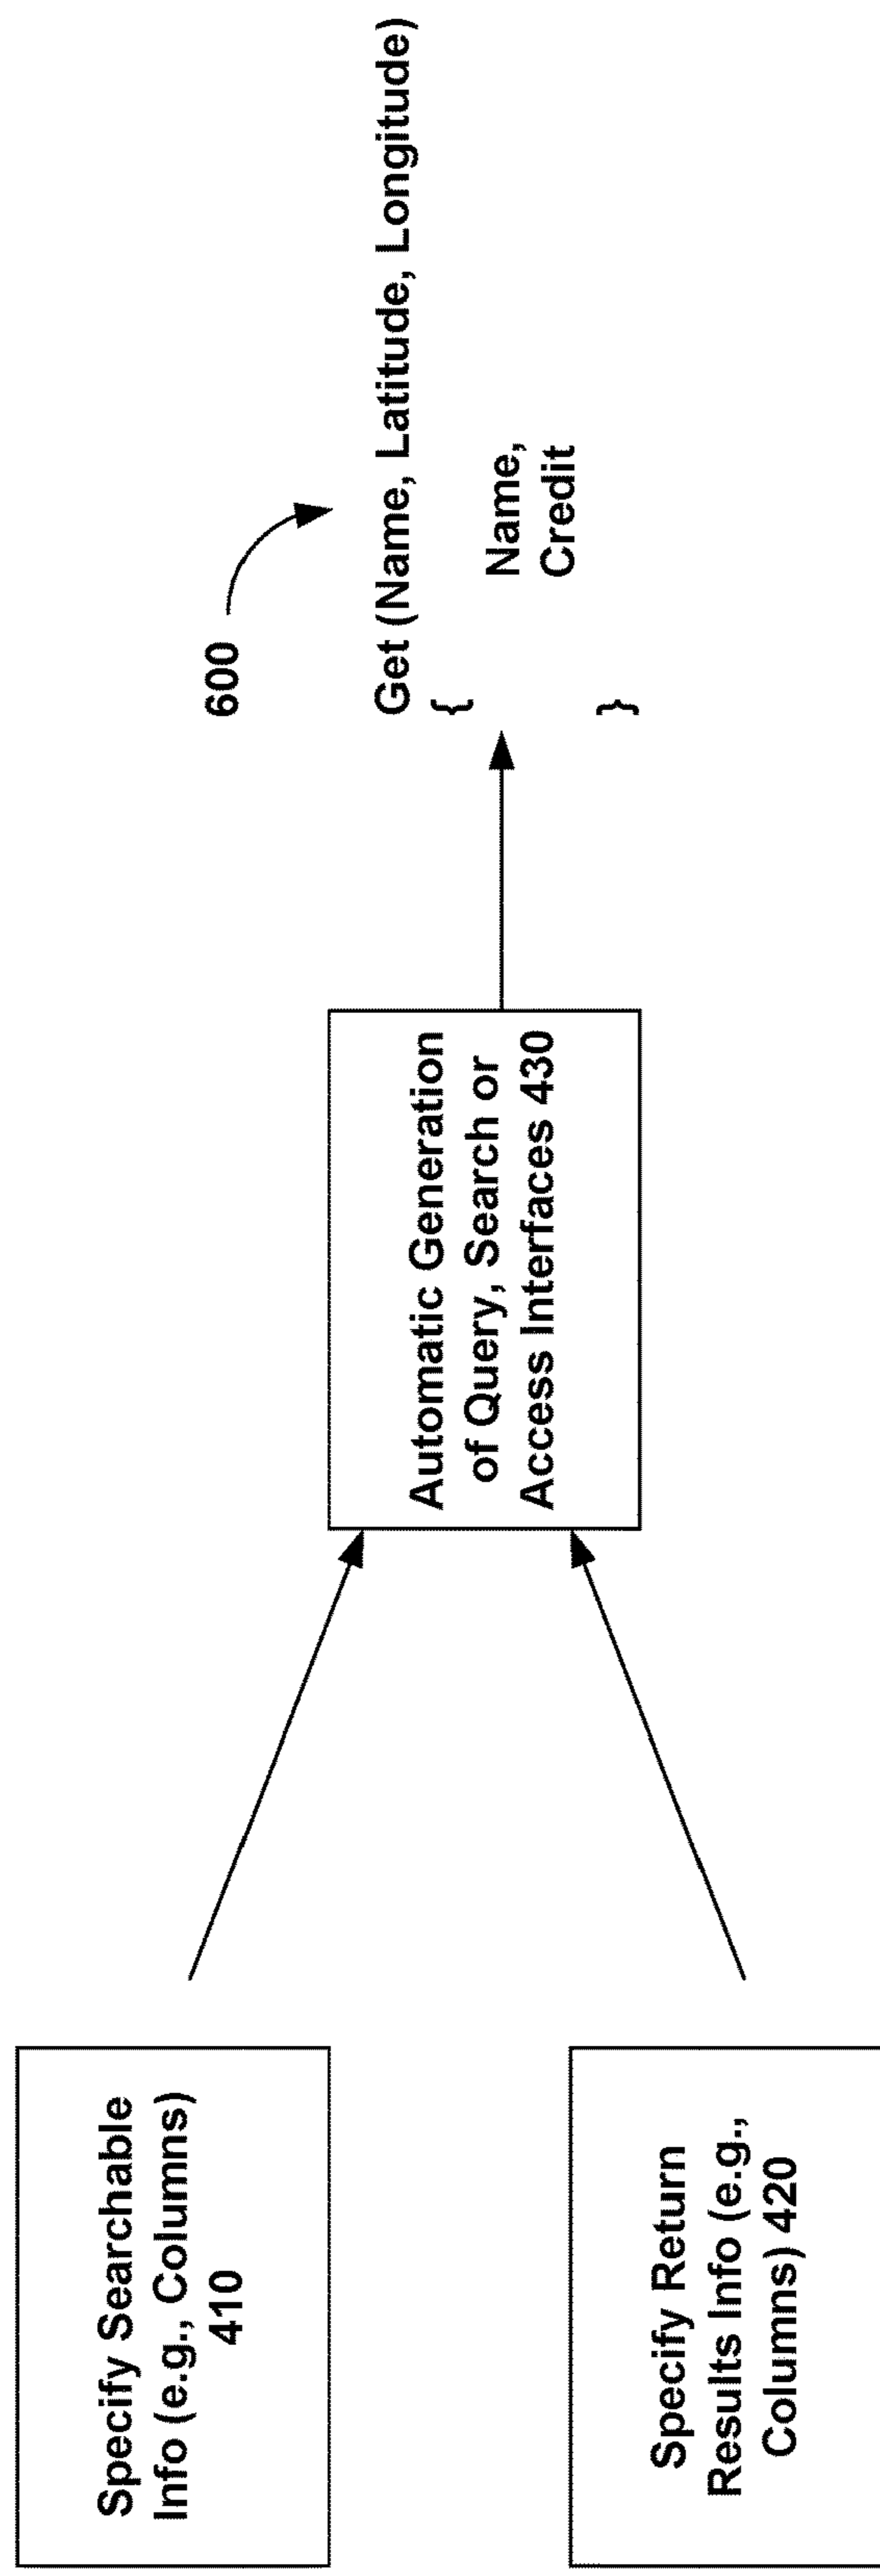 Specify Searchable
Info (e.g., Columns)
410
Specify Return
Results Info (e.g.,
Columns) 420
Automatic Generation
of Query, Search or
Access Interfaces 430
600
Get (Name, Latitude, Longitude)
{
Name,
Credit
}